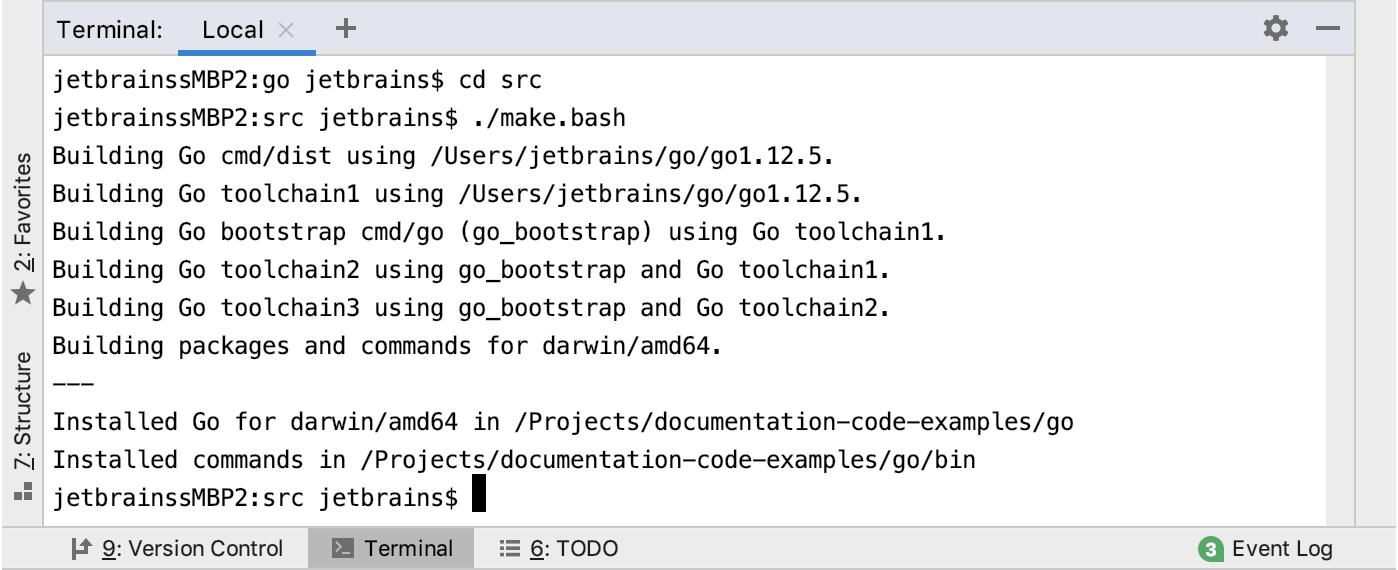 Terminal: Local × +
jetbrainssMBP2:go jetbrains$ cd src
jetbrainssMBP2:src jetbrains$ ./make.bash
Building Go cmd/dist using /Users/jetbrains/go/go1.12.5.
Building Go toolchain1 using /Users/jetbrains/go/go1.12.5.
Building Go bootstrap cmd/go (go_bootstrap) using Go toolchain1.
Building Go toolchain2 using go_bootstrap and Go toolchain1.
Building Go toolchain3 using go_bootstrap and Go toolchain2.
Building packages and commands for darwin/amd64.
---
Installed Go for darwin/amd64 in /Projects/documentation-code-examples/go
Installed commands in /Projects/documentation-code-examples/go/bin
jetbrainssMBP2:src jetbrains$
2: Favorites
7: Structure
9: Version Control Terminal 6: TODO 3 Event Log